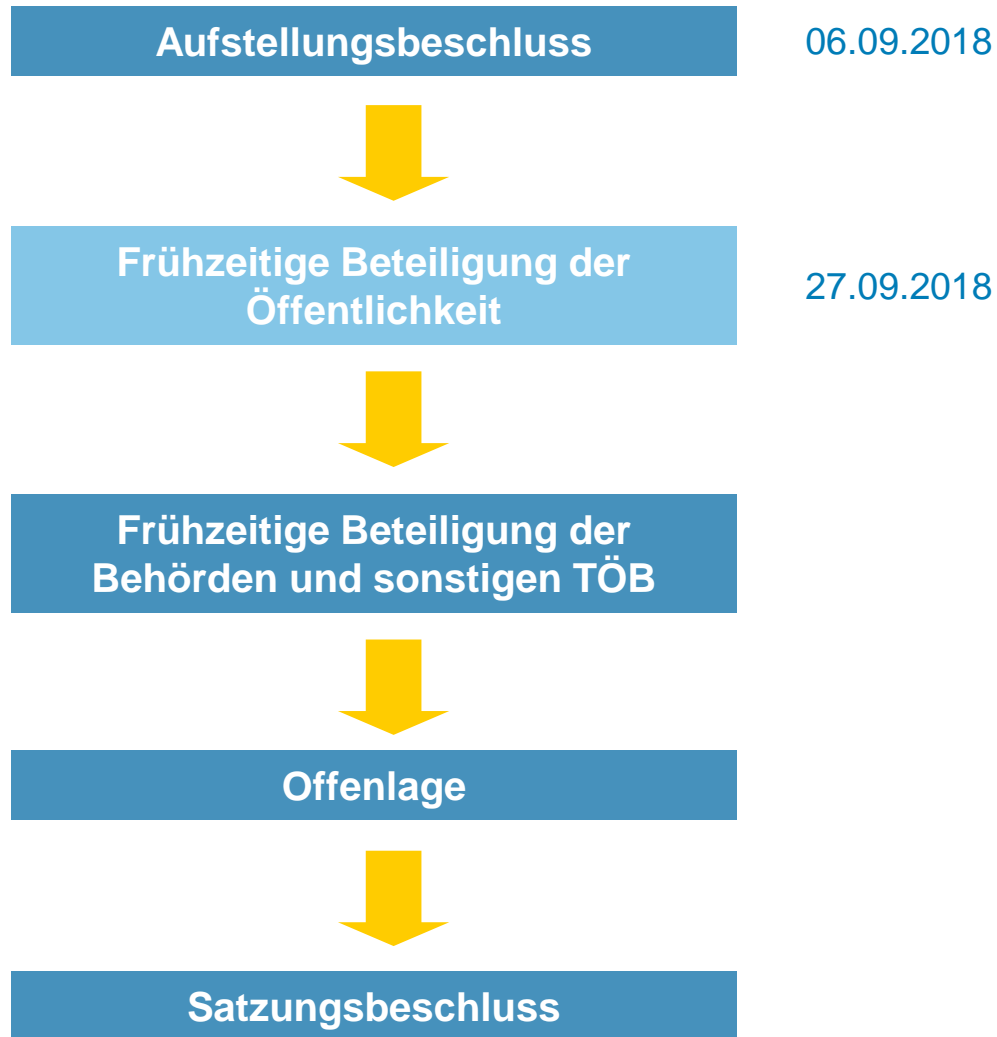 Aufstellungsbeschluss
06.09.2018
Frühzeitige Beteiligung der
Öffentlichkeit
27.09.2018
Frühzeitige Beteiligung der
Behörden und sonstigen TÖB
Offenlage
Satzungsbeschluss